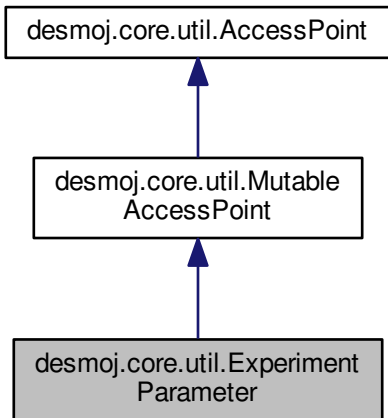 desmoj.core.util.AccessPoint
desmoj.core.util.Mutable
AccessPoint
desmoj.core.util.Experiment
Parameter